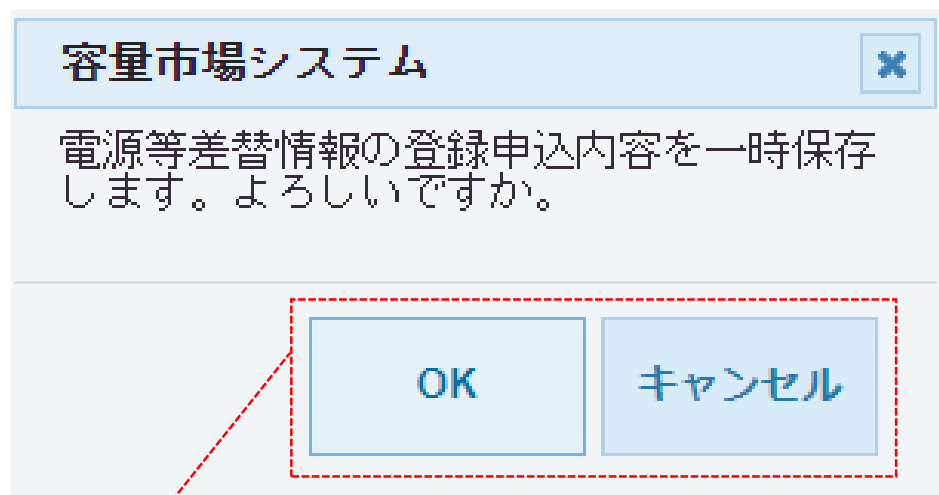 容量市場システム
電源等差替情報の登録申込内容を一時保存
します。よろしいですか。
OK
キャンセル